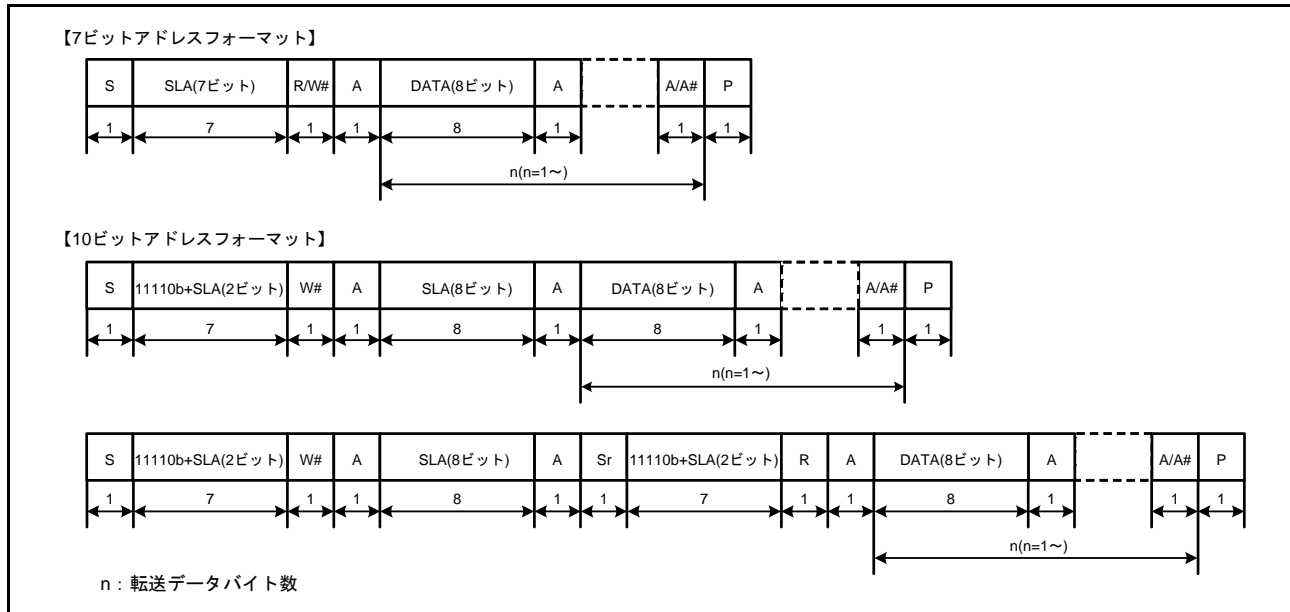 【7ビットアドレスフォーマット】
S SLA(7ビット) R/W# A DATA(8ビット) A A/A# P
1 7 1 1 8 1 1 1
n(n=1～)
【10ビットアドレスフォーマット】
S 11110b+SLA(2ビット) W# A SLA(8ビット) A DATA(8ビット) A A/A# P
1 7 1 1 8 1 8 1 1 1
n(n=1～)
S 11110b+SLA(2ビット) W# A SLA(8ビット) A Sr 11110b+SLA(2ビット) R A DATA(8ビット) A A/A# P
1 7 1 1 8 1 1 7 1 1 8 1 1 1
n(n=1～)
n : 転送データバイト数